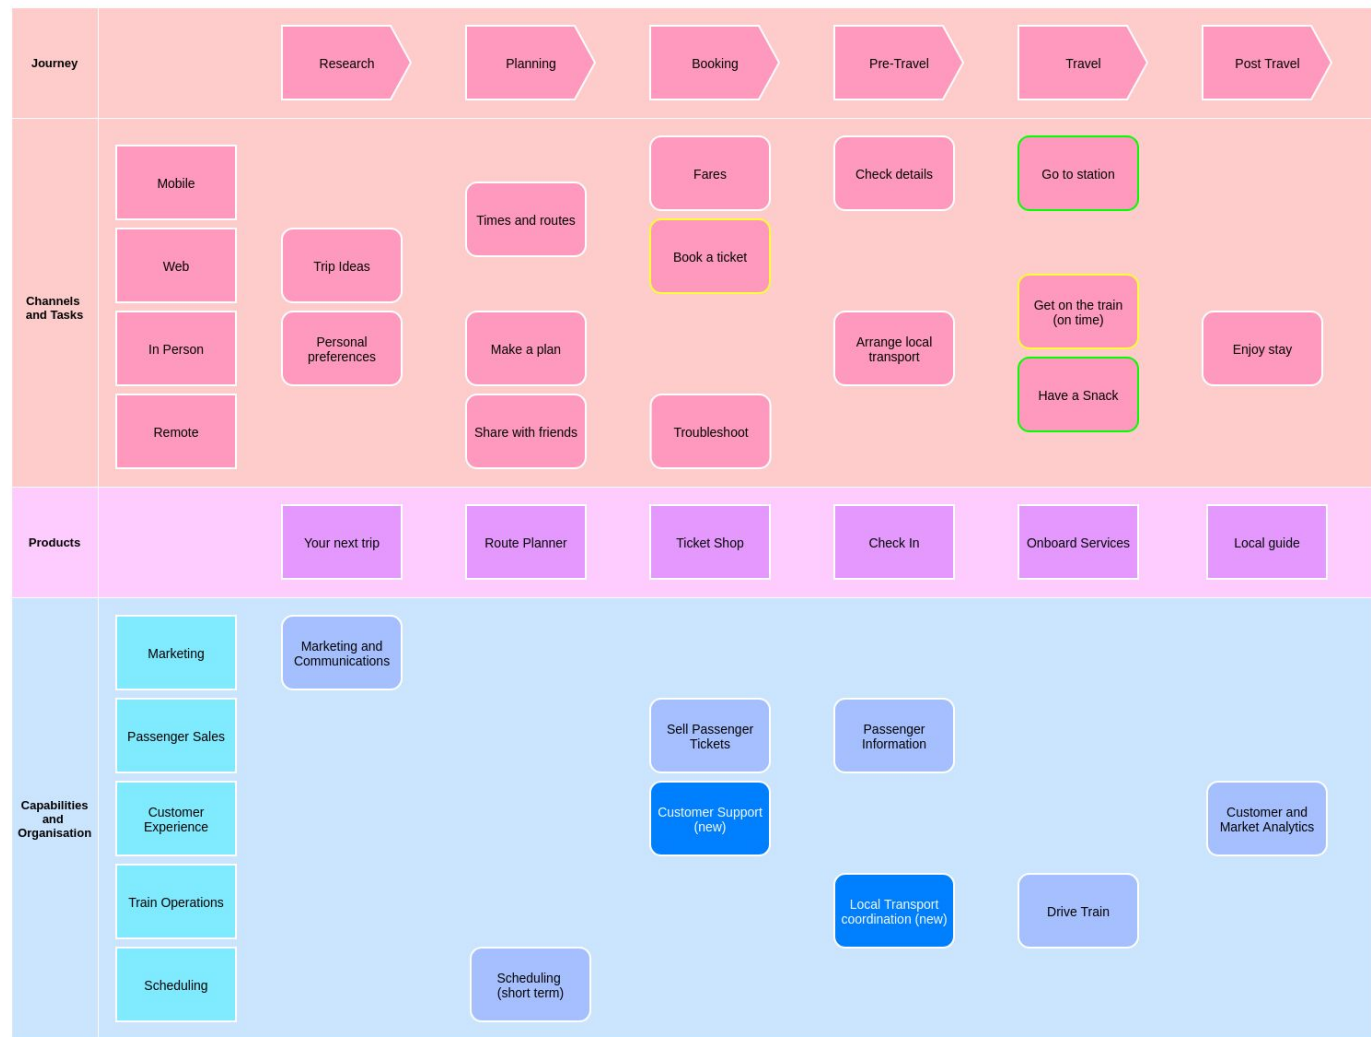 Journey
Research
Planning
Booking
Pre-Travel
Travel
Post Travel
Channels
and Tasks
Mobile
Web
In Person
Remote
Trip Ideas
Personal
preferences
Times and routes
Make a plan
Share with friends
Fares
Book a ticket
Troubleshoot
Check details
Arrange local
transport
Go to station
Get on the train
(on time)
Have a Snack
Enjoy stay
Products
Your next trip
Route Planner
Ticket Shop
Check In
Onboard Services
Local guide
Capabilities
and
Organisation
Marketing
Passenger Sales
Customer
Experience
Train Operations
Scheduling
Marketing and
Communications
Scheduling
(short term)
Sell Passenger
Tickets
Customer Support
(new)
Passenger
Information
Local Transport
coordination (new)
Drive Train
Customer and
Market Analytics